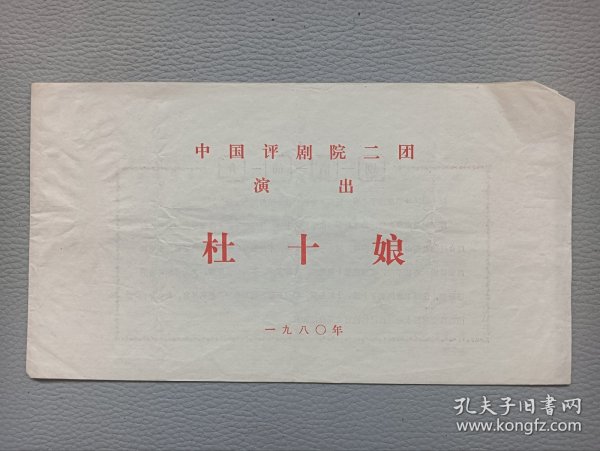 中国评剧院二团
演出
杜十娘
一九八〇年
孔夫子旧书网
www.kongfz.com